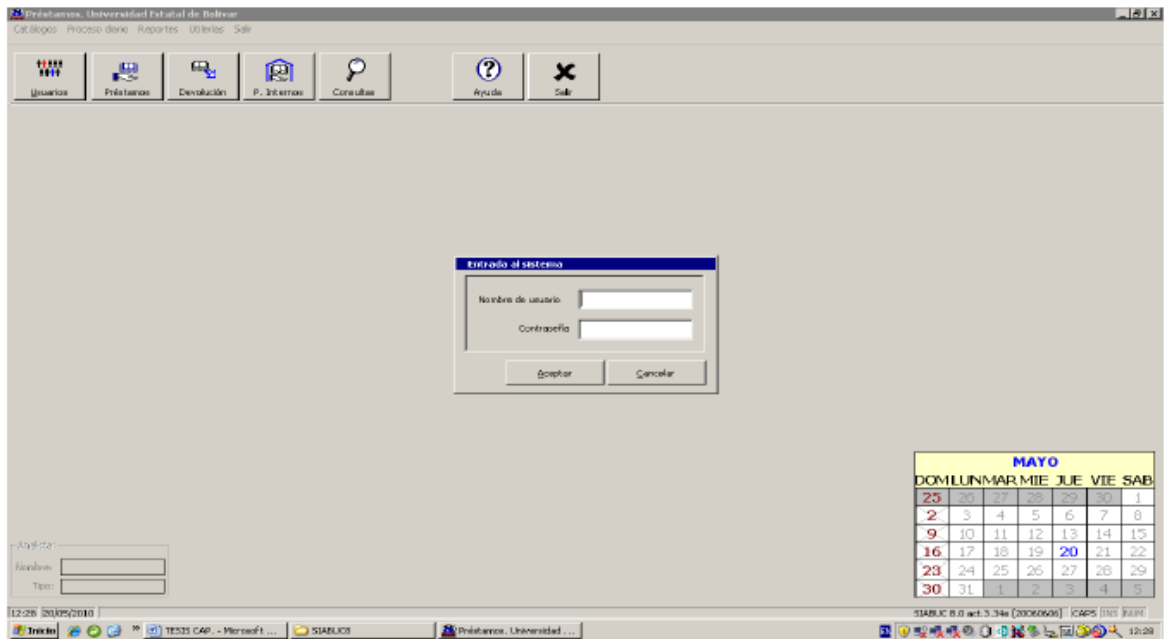 Préstamos. Universidad Estatal de Bolívar
Catálogos Proceso diario Reportes Utilerías Salir
Usuarios Préstamos Devolución P. Internos Consultas Ayuda Salir
Entrada al sistema
Nombre de usuario
Contraseña
Aceptar Cancelar
MAYO
DOM LUN MAR MIE JUE VIE SAB
25 26 27 28 29 30 1
2 3 4 5 6 7 8
9 10 11 12 13 14 15
16 17 18 19 20 21 22
23 24 25 26 27 28 29
30 31 1 2 3 4 5
Analista:
Nombre:
Tipo:
12:28 20/05/2010 SIABUC 8.0 act.3.34e [20060606] CAPS INS NUM
Inicio » TESIS CAP. - Microsoft ... SIABUC8 Préstamos. Universidad ... 12:28